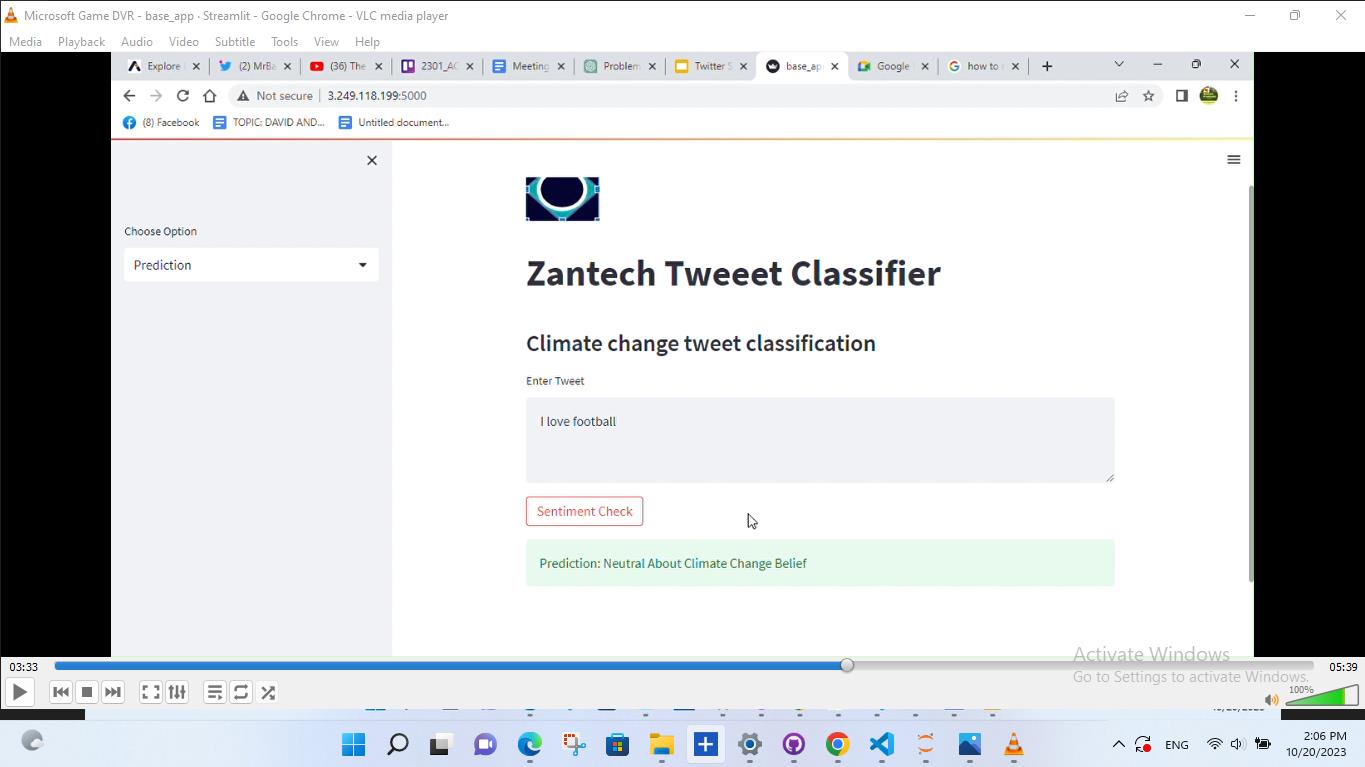 Microsoft Game DVR - base_app · Streamlit - Google Chrome - VLC media player
Media Playback Audio Video Subtitle Tools View Help
Explore (2) MrBa (36) The 2301_AC Meeting Problem Twitter S base_ap Google how to
Not secure 3.249.118.199:5000
(8) Facebook TOPIC: DAVID AND... Untitled document...
Choose Option
Prediction
Zantech Tweeet Classifier
Climate change tweet classification
Enter Tweet
I love football
Sentiment Check
Prediction: Neutral About Climate Change Belief
Activate Windows
Go to Settings to activate Windows.
03:33 05:39
100%
ENG
2:06 PM
10/20/2023